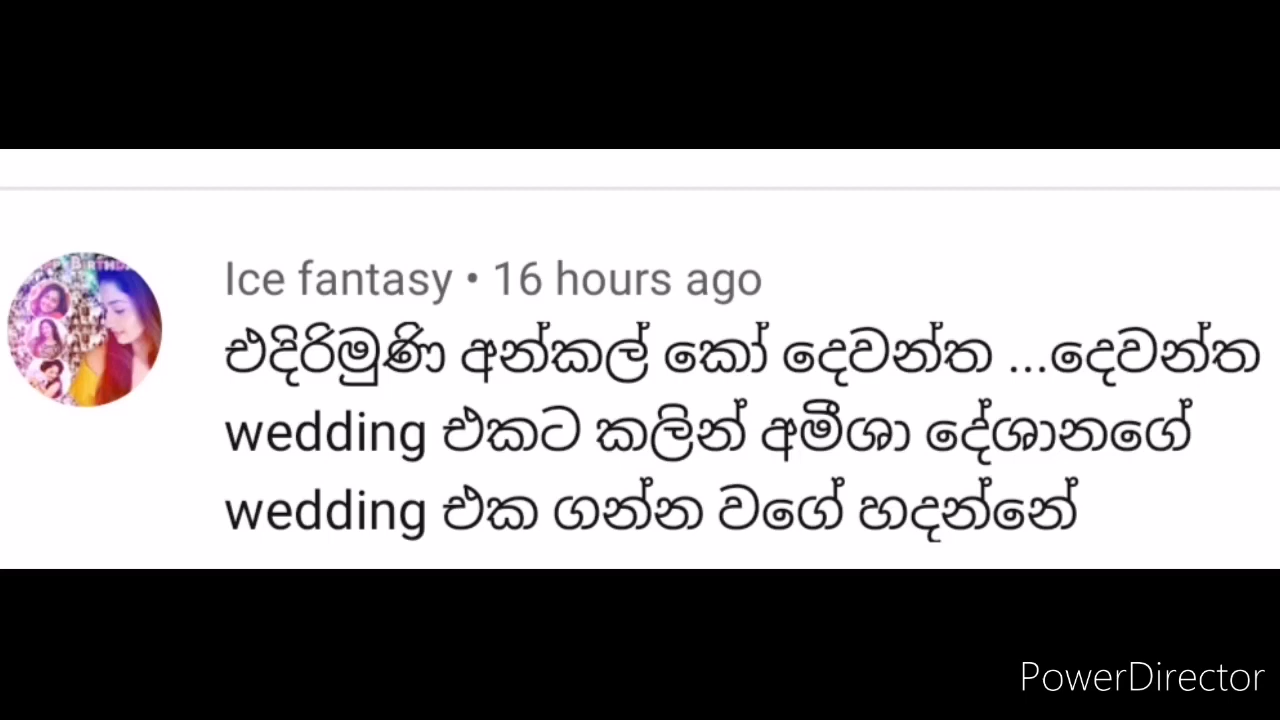 Ice fantasy • 16 hours ago
එදිරිමුණි අන්කල් කෝ දෙවන්ත ...දෙවන්ත
wedding එකට කලින් අමීශා දේශානගේ
wedding එක ගන්න වගේ හදන්නේ
PowerDirector